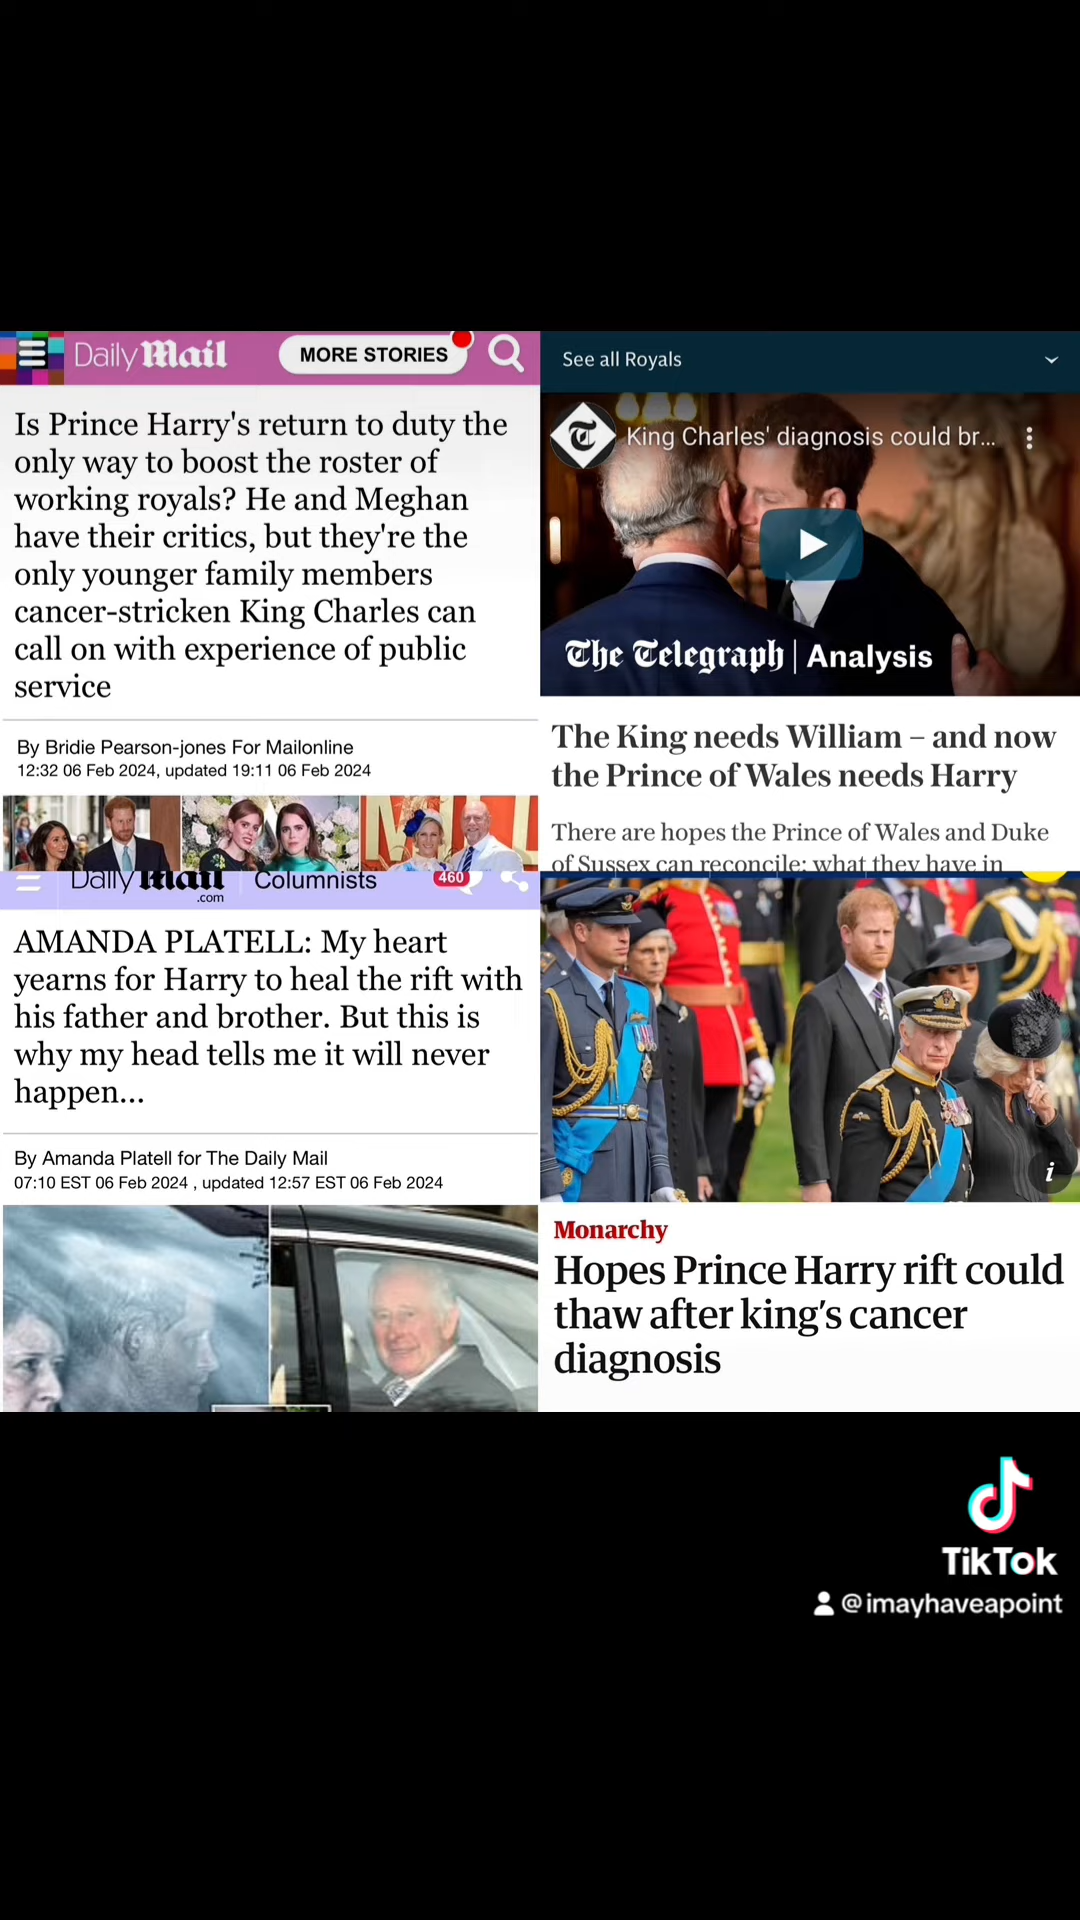 Daily Mail
MORE STORIES
Is Prince Harry's return to duty the
only way to boost the roster of
working royals? He and Meghan
have their critics, but they're the
only younger family members
cancer-stricken King Charles can
call on with experience of public
service
By Bridie Pearson-jones For Mailonline
12:32 06 Feb 2024, updated 19:11 06 Feb 2024
See all Royals
T
King Charles' diagnosis could br...
The Telegraph | Analysis
The King needs William – and now
the Prince of Wales needs Harry
There are hopes the Prince of Wales and Duke
of Sussex can reconcile: what they have in
Daily Mail
.com
Columnists
460
AMANDA PLATELL: My heart
yearns for Harry to heal the rift with
his father and brother. But this is
why my head tells me it will never
happen...
By Amanda Platell for The Daily Mail
07:10 EST 06 Feb 2024 , updated 12:57 EST 06 Feb 2024
i
Monarchy
Hopes Prince Harry rift could
thaw after king's cancer
diagnosis
TikTok
@imayhaveapoint